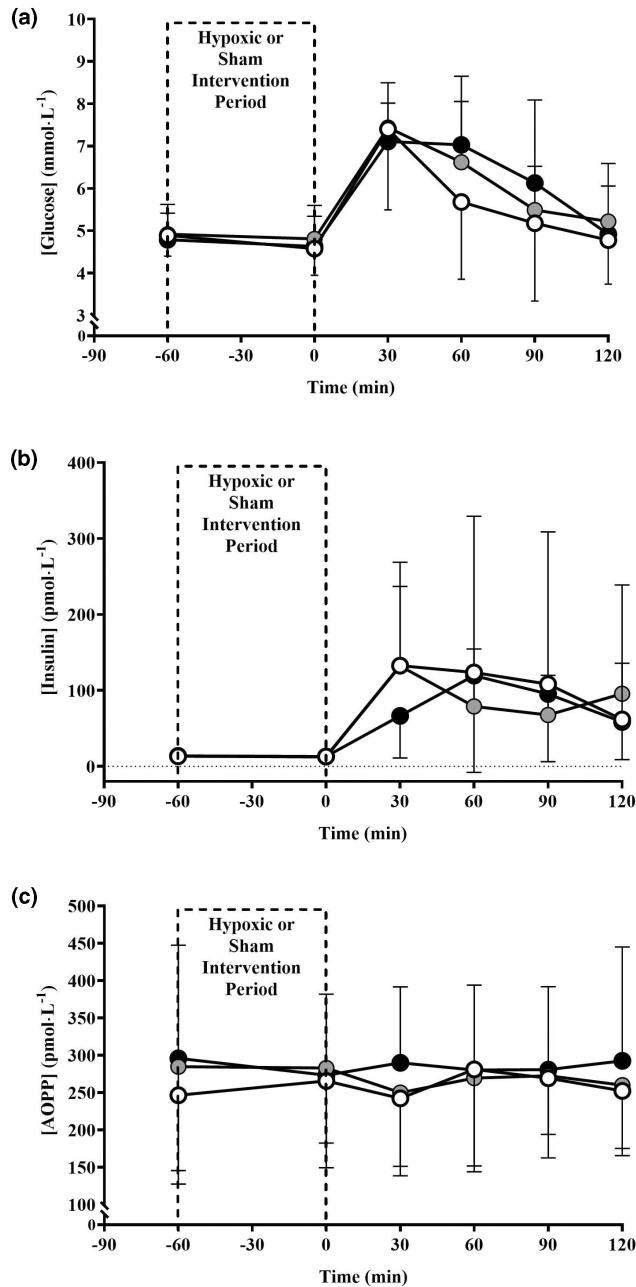 (a)
[Glucose] (mmol·L⁻¹)
10
9
8
7
6
5
4
3
0
Hypoxic or
Sham
Intervention
Period
-90 -60 -30 0 30 60 90 120
Time (min)
(b)
[Insulin] (pmol·L⁻¹)
400
300
200
100
0
Hypoxic or
Sham
Intervention
Period
-90 -60 -30 0 30 60 90 120
Time (min)
(c)
[AOPP] (pmol·L⁻¹)
500
450
400
350
300
250
200
150
100
0
Hypoxic or
Sham
Intervention
Period
-90 -60 -30 0 30 60 90 120
Time (min)